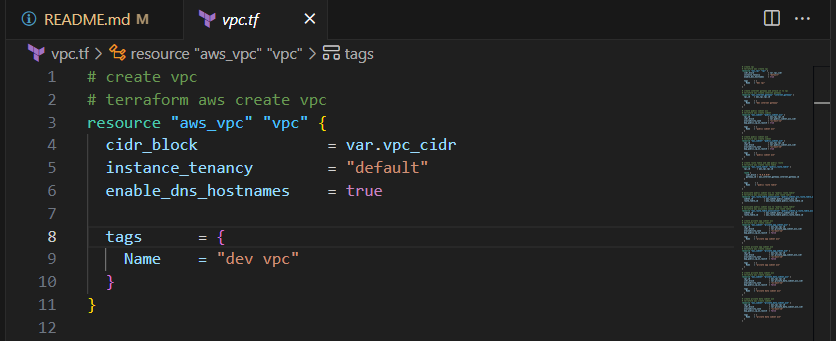 README.md M vpc.tf
vpc.tf > resource "aws_vpc" "vpc" > tags
1 # create vpc
2 # terraform aws create vpc
3 resource "aws_vpc" "vpc" {
4 cidr_block = var.vpc_cidr
5 instance_tenancy = "default"
6 enable_dns_hostnames = true
7
8 tags = {
9 Name = "dev vpc"
10 }
11 }
12